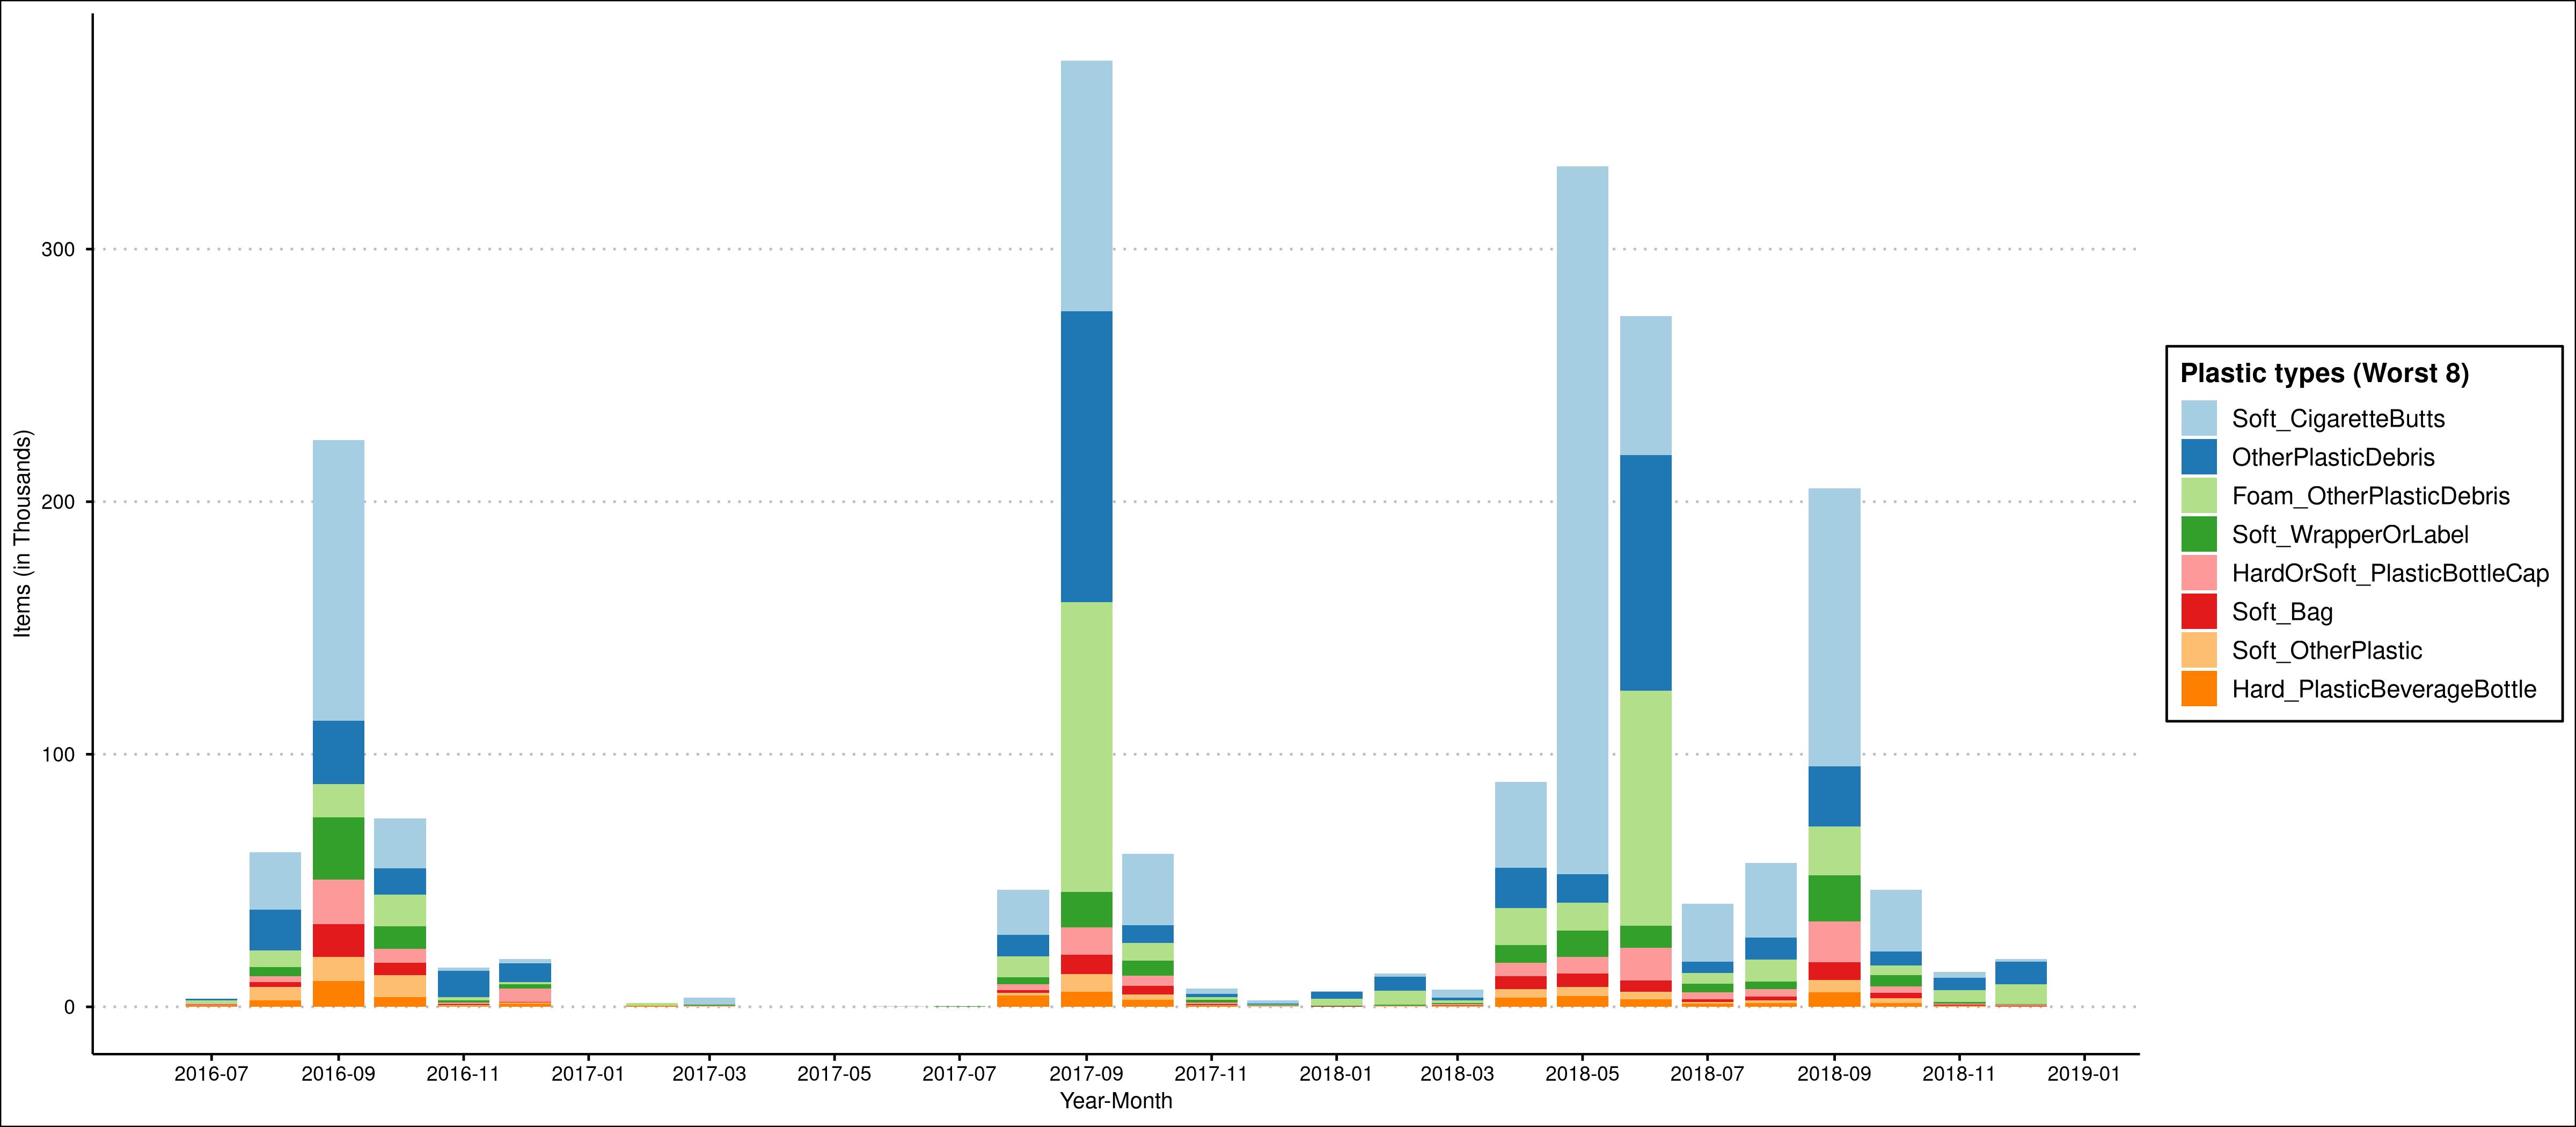 300
200
100
0
Items (in Thousands)
2016-07 2016-09 2016-11 2017-01 2017-03 2017-05 2017-07 2017-09 2017-11 2018-01 2018-03 2018-05 2018-07 2018-09 2018-11 2019-01
Year-Month
Plastic types (Worst 8)
Soft_CigaretteButts
OtherPlasticDebris
Foam_OtherPlasticDebris
Soft_WrapperOrLabel
HardOrSoft_PlasticBottleCap
Soft_Bag
Soft_OtherPlastic
Hard_PlasticBeverageBottle